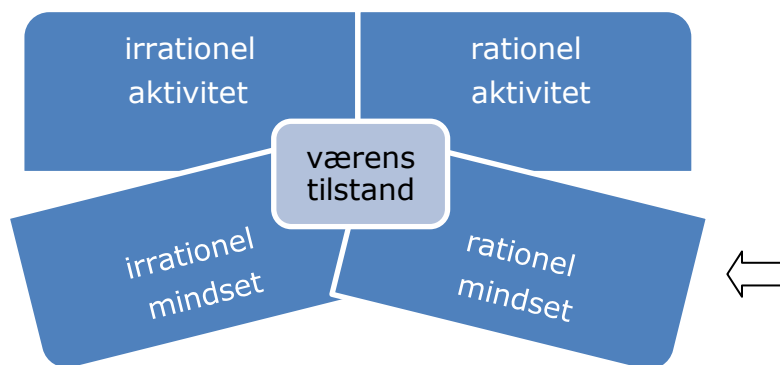 irrationel
aktivitet
rationel
aktivitet
værens
tilstand
irrationel
mindset
rationel
mindset